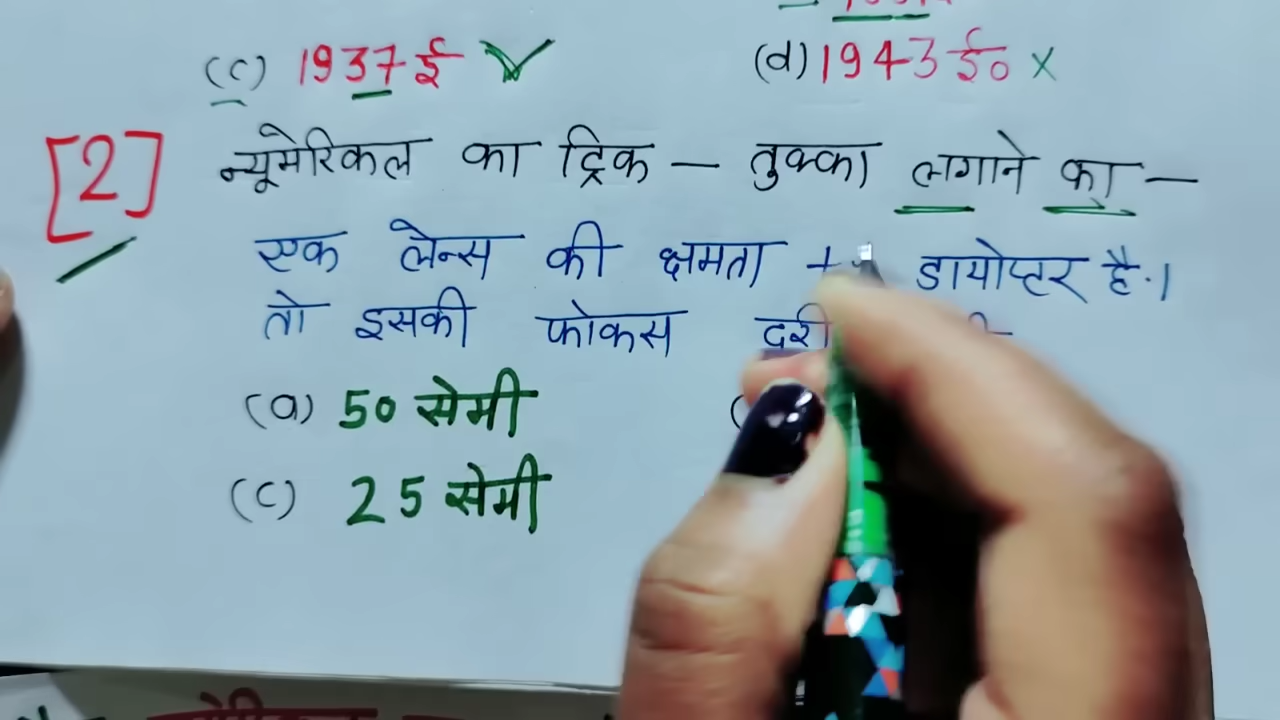 (c) 1937 ई (d) 1943 ई०
[2] न्यूमेरिकल का ट्रिक — तुक्का लगाने का —
एक लेन्स की क्षमता + डायोप्टर है।
तो इसकी फोकस दूरी
(a) 50 सेमी
(c) 25 सेमी